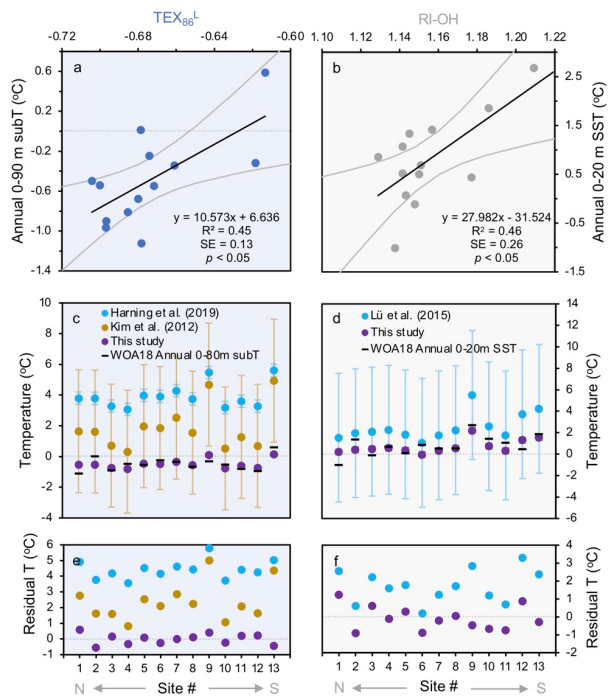 TEX₈₆ᴸ
RI-OH
-0.72 -0.68 -0.64 -0.60
1.10 1.12 1.14 1.16 1.18 1.20 1.22
a
b
Annual 0-90 m subT (°C)
0.6
0.2
-0.2
-0.6
-1.0
-1.4
Annual 0-20 m SST (°C)
2.5
1.5
0.5
-0.5
-1.5
y = 10.573x + 6.636
R² = 0.45
SE = 0.13
p < 0.05
y = 27.982x - 31.524
R² = 0.46
SE = 0.26
p < 0.05
c
Harning et al. (2019)
Kim et al. (2012)
This study
WOA18 Annual 0-80m subT
d
Lü et al. (2015)
This study
WOA18 Annual 0-20m SST
Temperature (°C)
10
8
6
4
2
0
-2
-4
Temperature (°C)
14
12
10
8
6
4
2
0
-2
-4
-6
e
f
Residual T (°C)
6
5
4
3
2
1
0
-1
Residual T (°C)
4
3
2
1
0
-1
-2
1 2 3 4 5 6 7 8 9 10 11 12 13
1 2 3 4 5 6 7 8 9 10 11 12 13
N Site # S
N Site # S